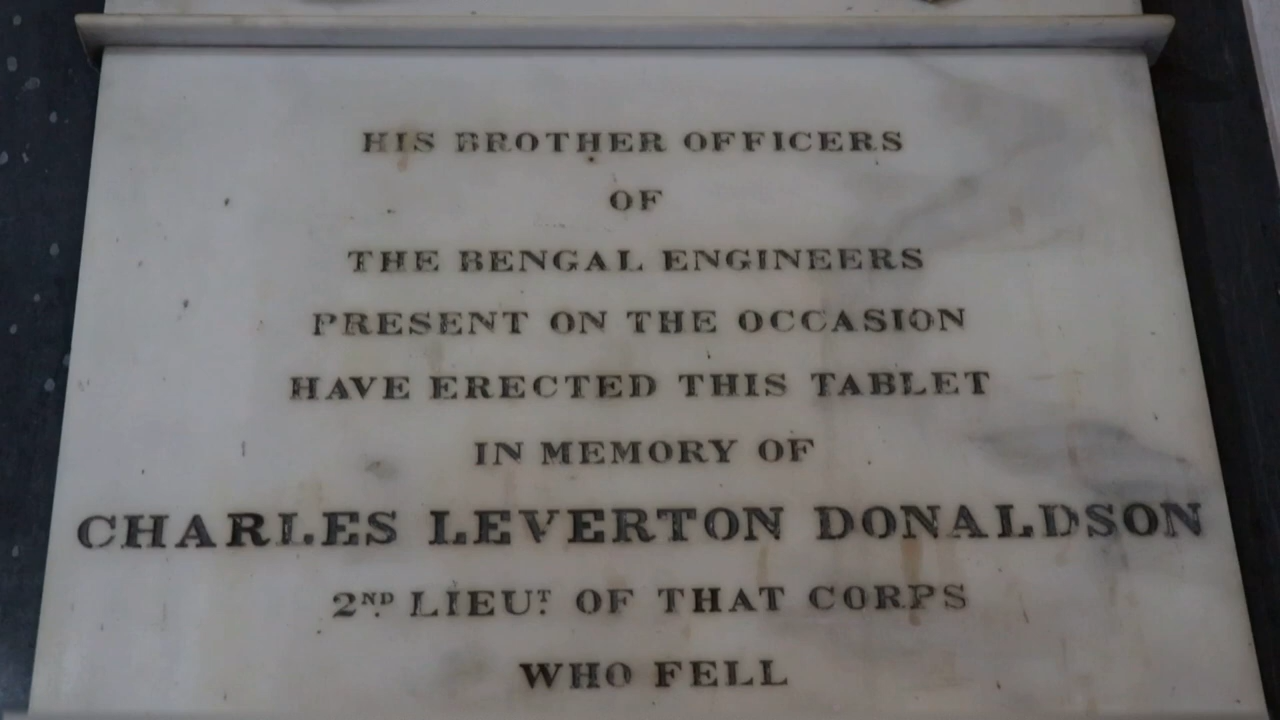 HIS BROTHER OFFICERS
OF
THE BENGAL ENGINEERS
PRESENT ON THE OCCASION
HAVE ERECTED THIS TABLET
IN MEMORY OF
CHARLES LEVERTON DONALDSON
2ND LIEUT. OF THAT CORPS
WHO FELL